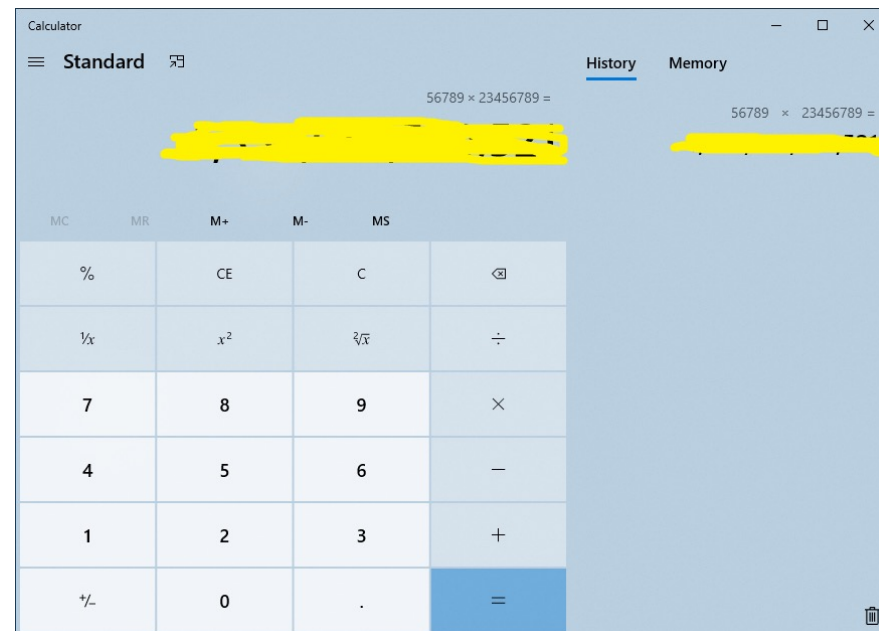 Calculator
Standard
History
Memory
56789 × 23456789 =
56789 × 23456789 =
MC MR M+ M- MS
% CE C
¹/x x² ²√x ÷
7 8 9 ×
4 5 6 −
1 2 3 +
+/− 0 . =